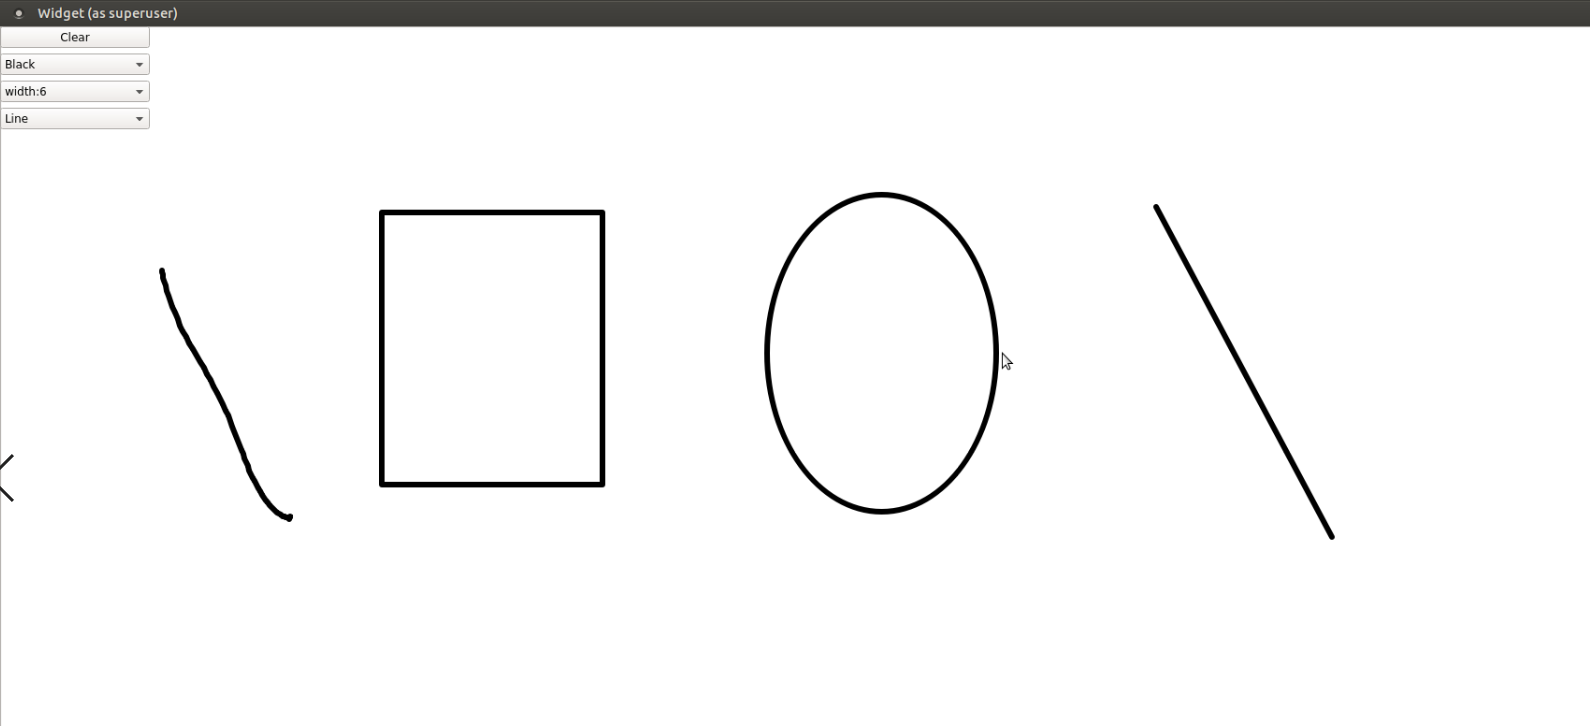 Widget (as superuser)
Clear
Black
width:6
Line